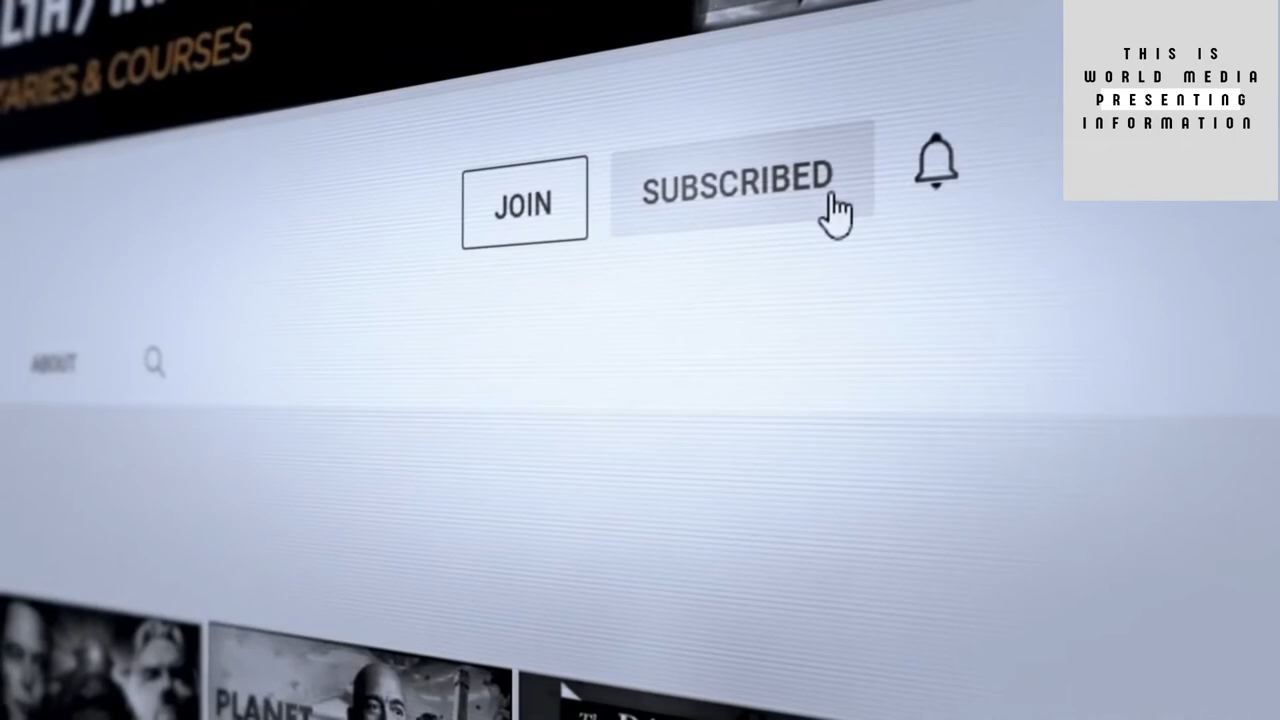 & COURSES
THIS IS
WORLD MEDIA
PRESENTING
INFORMATION
JOIN
SUBSCRIBED
ABOUT
PLANET